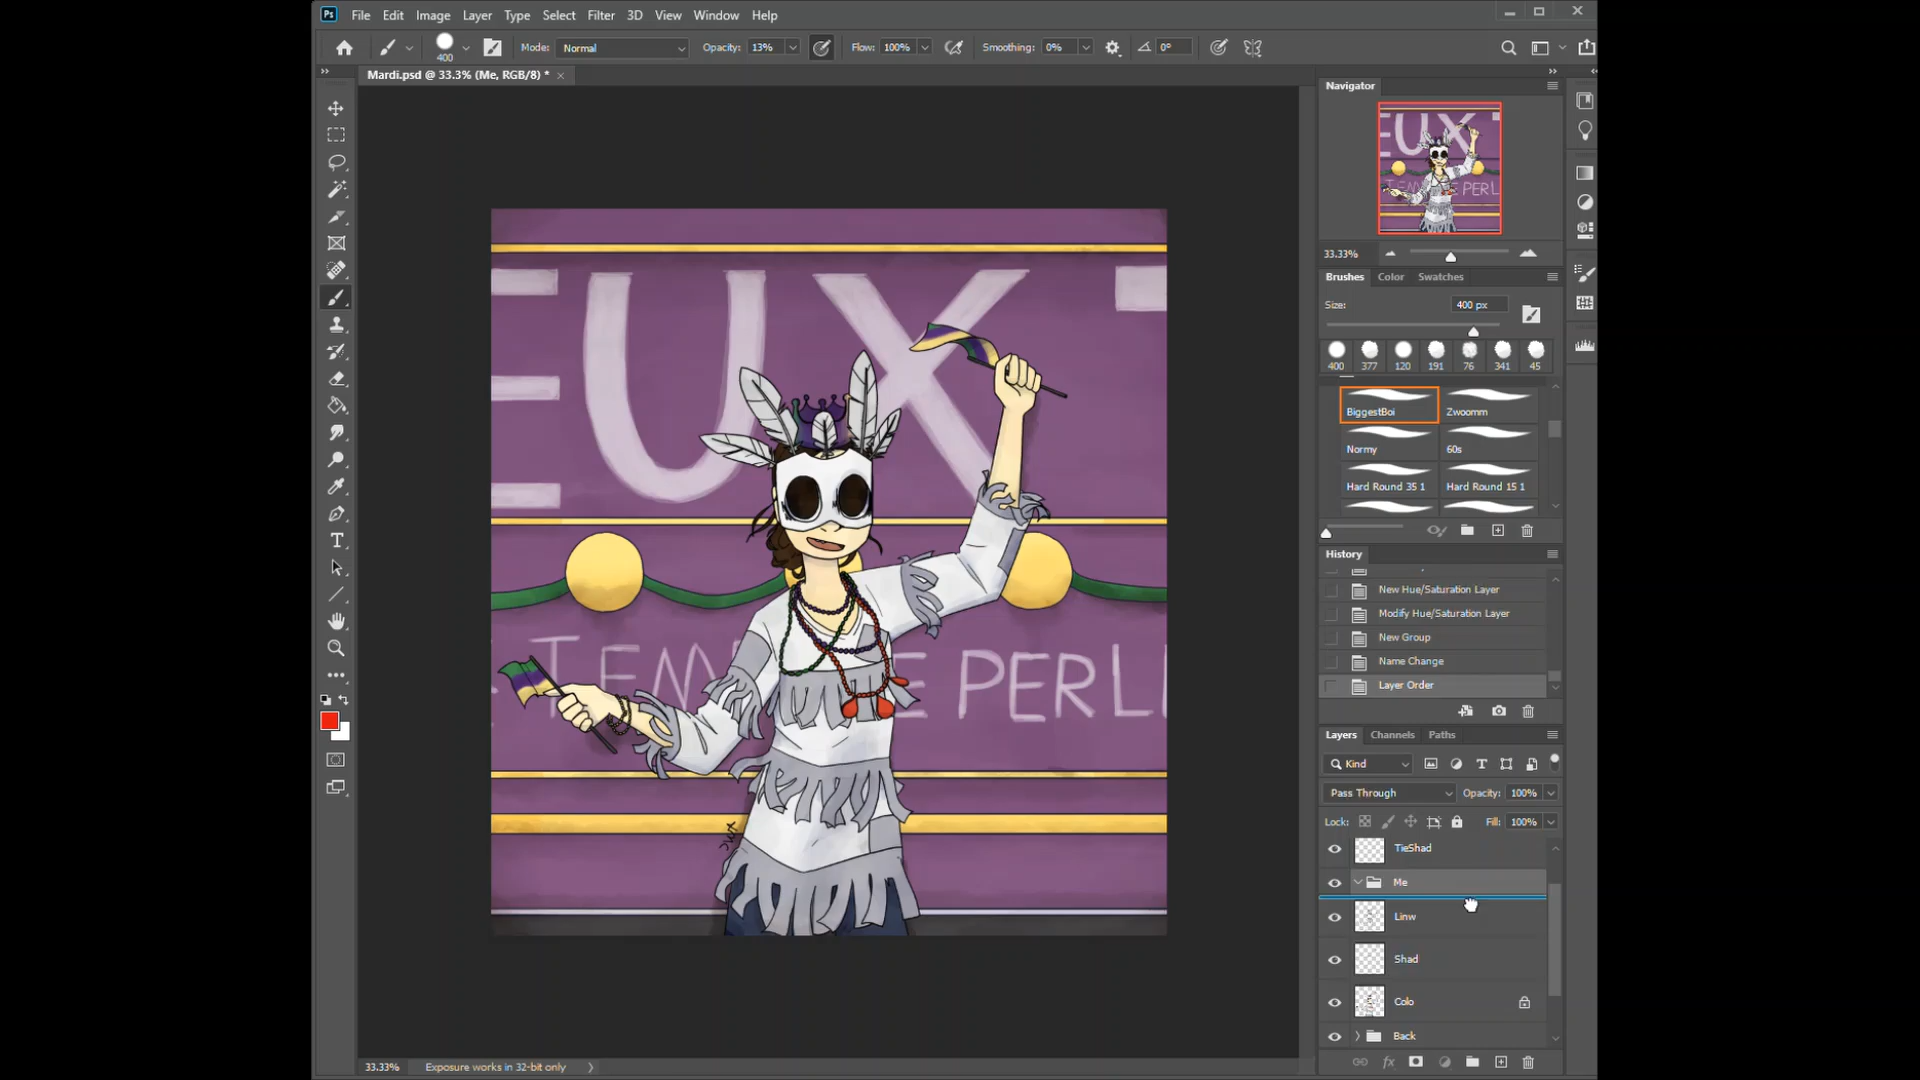 Ps File Edit Image Layer Type Select Filter 3D View Window Help
400 Mode: Normal Opacity: 13% Flow: 100% Smoothing: 0% 0°
Mardi.psd @ 33.3% (Me, RGB/8) *
Navigator
EUX
PERL
33.33%
Brushes Color Swatches
Size: 400 px
400 377 120 191 76 341 45
BiggestBoi Zwoomm
Normy 60s
Hard Round 35 1 Hard Round 15 1
History
New Hue/Saturation Layer
Modify Hue/Saturation Layer
New Group
Name Change
Layer Order
Layers Channels Paths
Kind
Pass Through Opacity: 100%
Lock: Fill: 100%
TieShad
Me
Linw
Shad
Colo
Back
EUX
PERL
33.33% Exposure works in 32-bit only